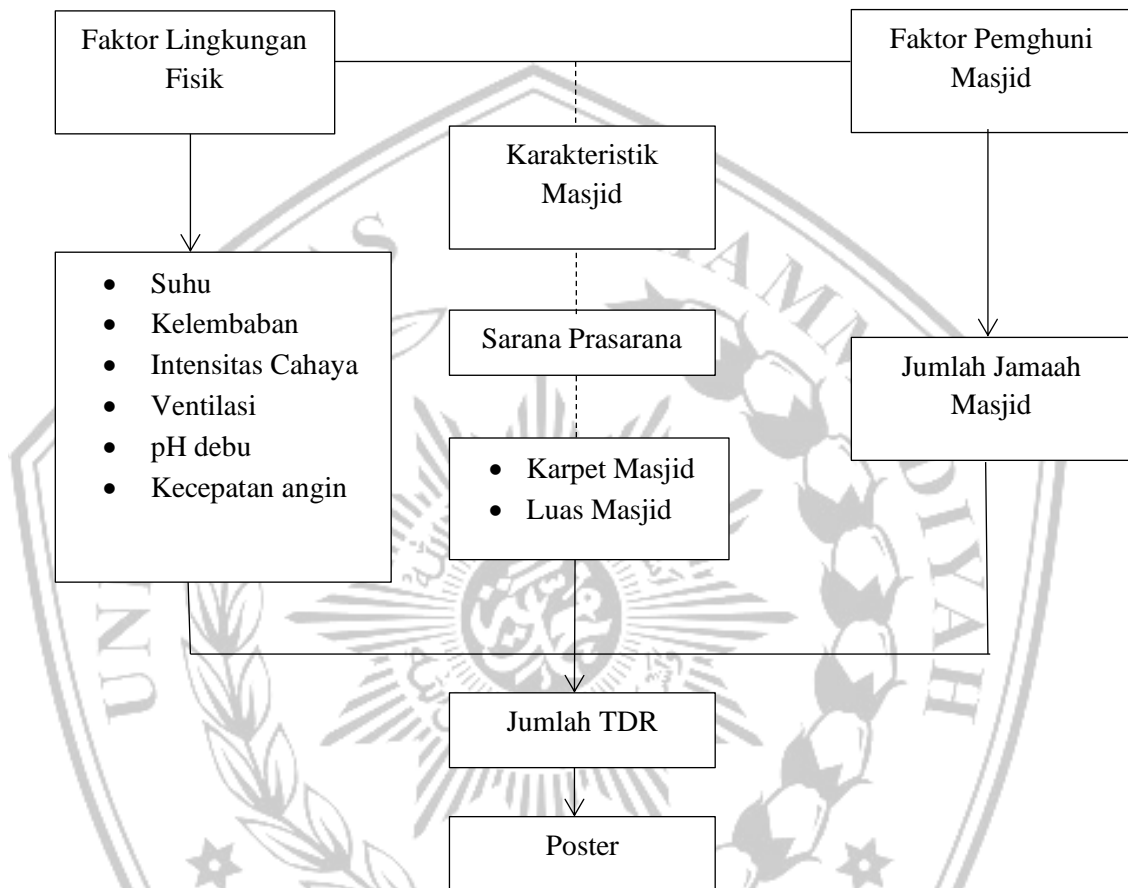 Faktor Lingkungan
Fisik
Faktor Pemghuni
Masjid
Karakteristik
Masjid
• Suhu
• Kelembaban
• Intensitas Cahaya
• Ventilasi
• pH debu
• Kecepatan angin
Sarana Prasarana
Jumlah Jamaah
Masjid
• Karpet Masjid
• Luas Masjid
Jumlah TDR
Poster